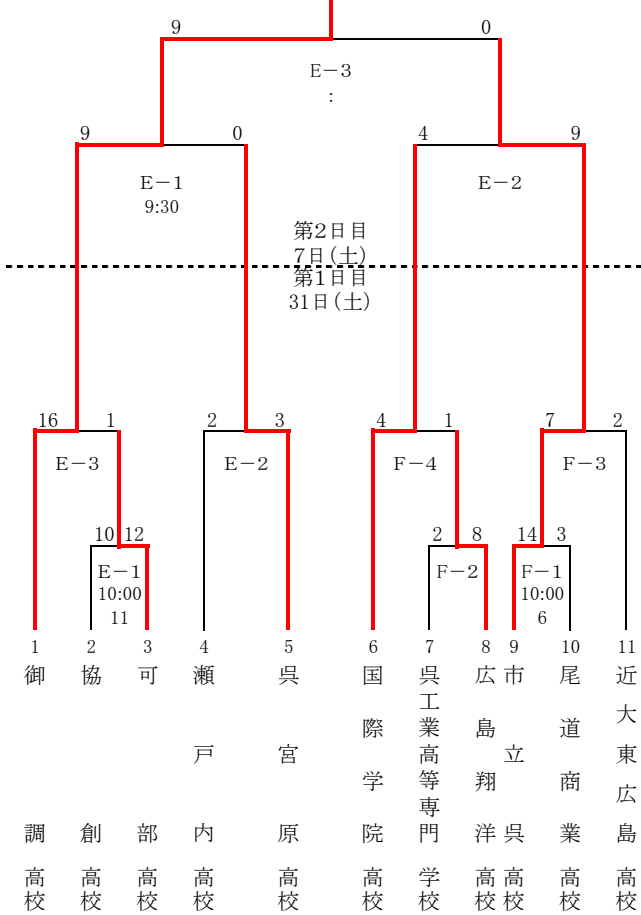 9 0
E-3
:
9 0 4 9
E-1 E-2
9:30
第2日目
7日(土)
第1日目
31日(土)
16 1 2 3 4 1 7 2
E-3 E-2 F-4 F-3
10 12 2 8 14 3
E-1 F-2 F-1
10:00 10:00
11 6
1 2 3 4 5 6 7 8 9 10 11
御調高校
協創高校
可部高校
瀬戸内高校
呉宮原高校
国際学院高校
呉工業高等専門学校
広島翔洋高校
市立呉高校
尾道商業高校
近大東広島高校